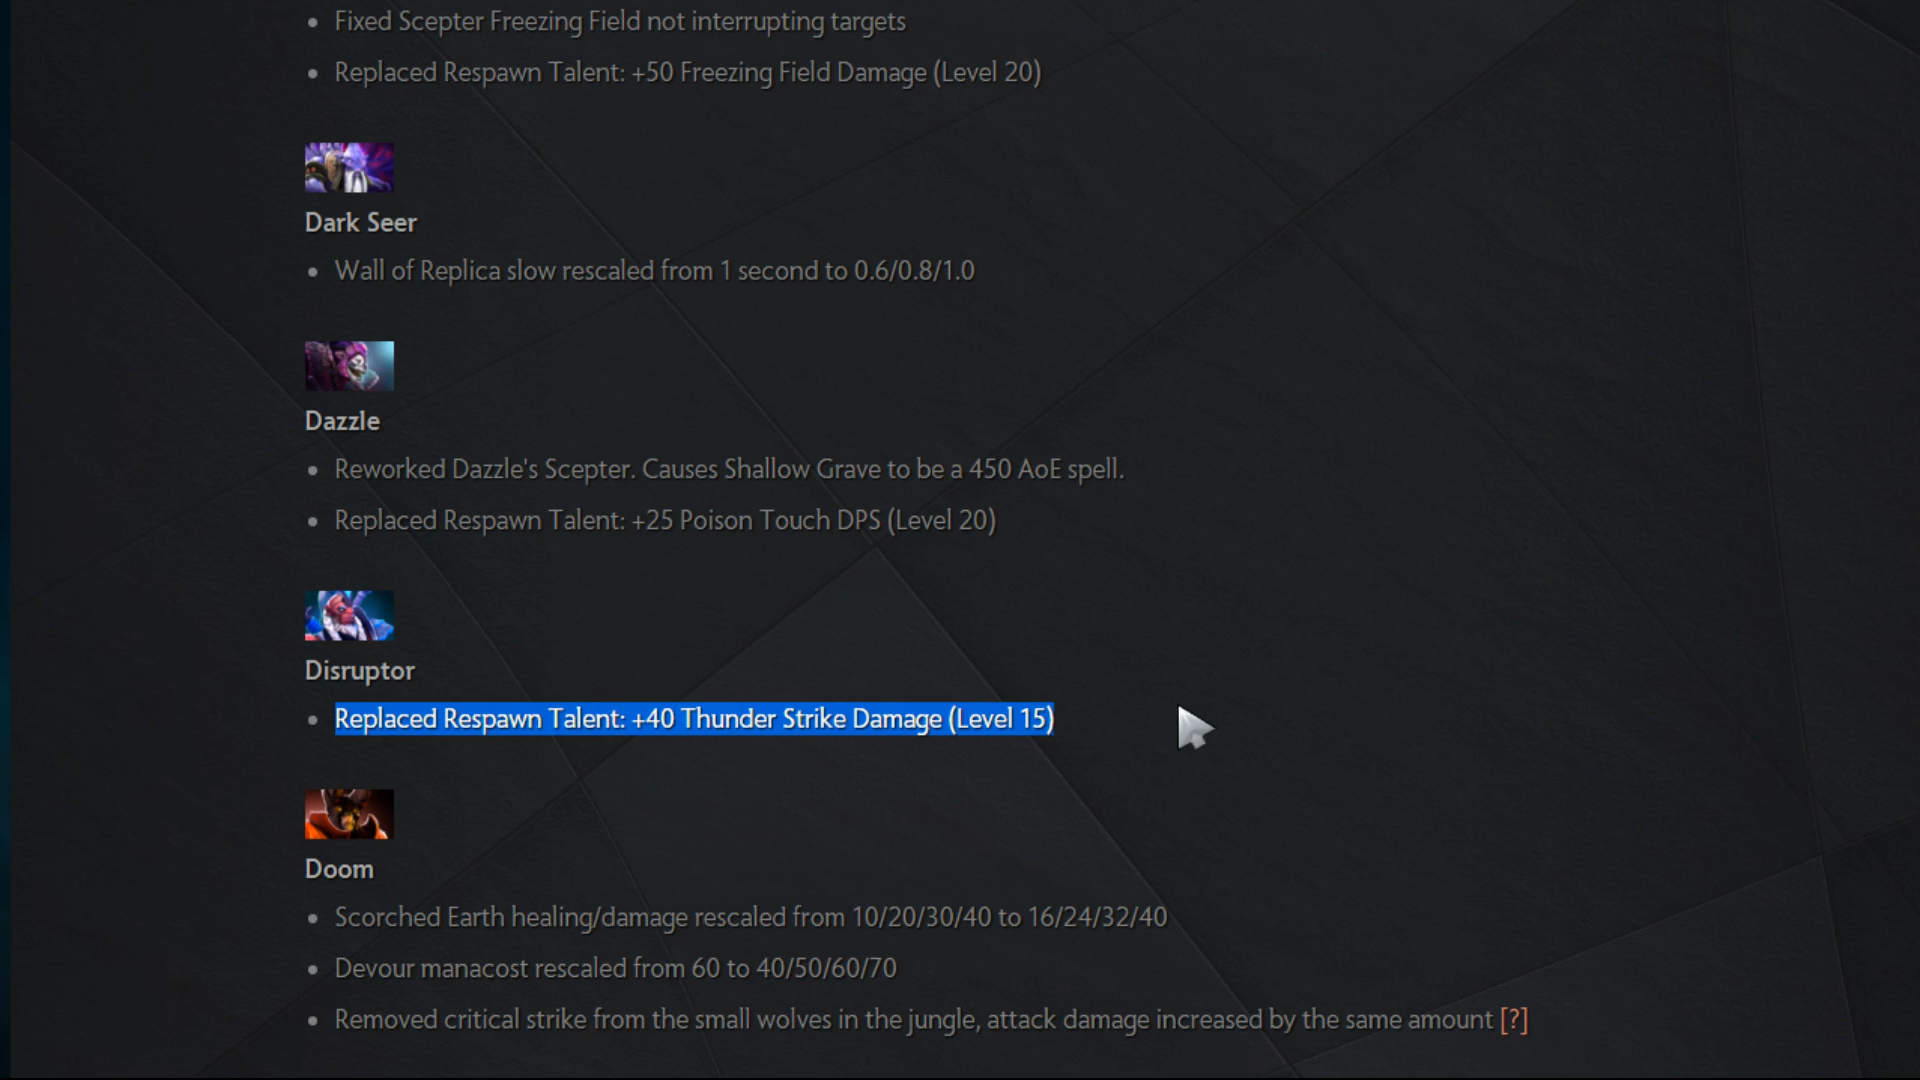 Fixed Scepter Freezing Field not interrupting targets
Replaced Respawn Talent: +50 Freezing Field Damage (Level 20)
Dark Seer
Wall of Replica slow rescaled from 1 second to 0.6/0.8/1.0
Dazzle
Reworked Dazzle's Scepter. Causes Shallow Grave to be a 450 AoE spell.
Replaced Respawn Talent: +25 Poison Touch DPS (Level 20)
Disruptor
Replaced Respawn Talent: +40 Thunder Strike Damage (Level 15)
Doom
Scorched Earth healing/damage rescaled from 10/20/30/40 to 16/24/32/40
Devour manacost rescaled from 60 to 40/50/60/70
Removed critical strike from the small wolves in the jungle, attack damage increased by the same amount [?]